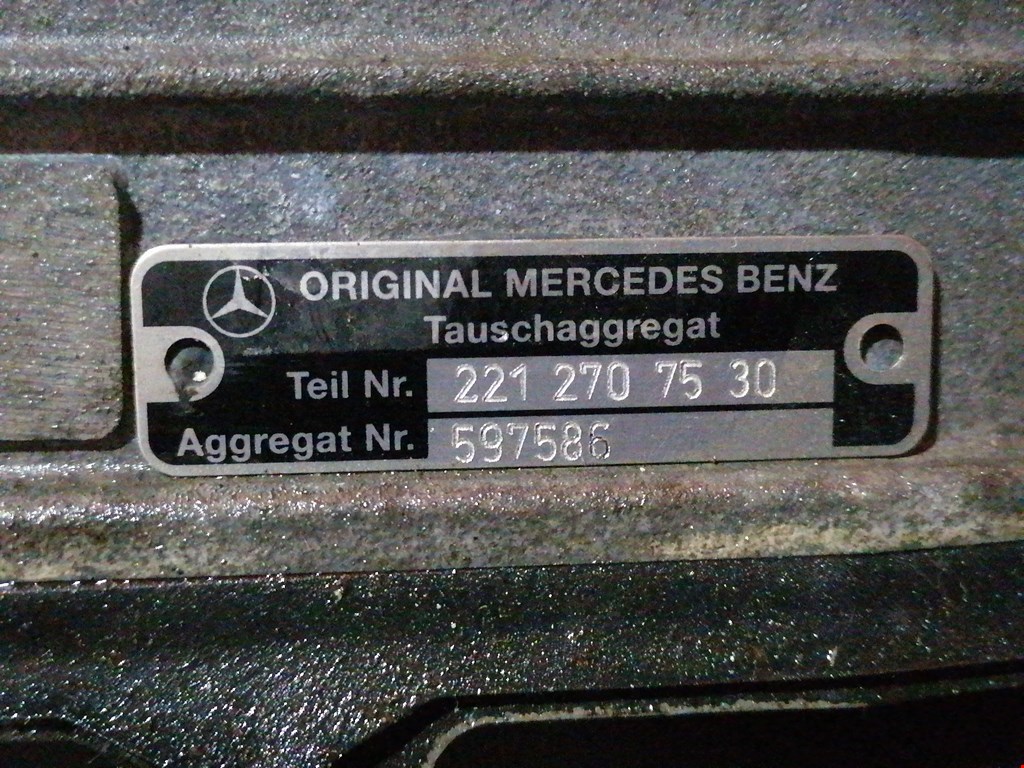 ORIGINAL MERCEDES BENZ
Tauschaggregat
Teil Nr. 221 270 75 30
Aggregat Nr. 597586